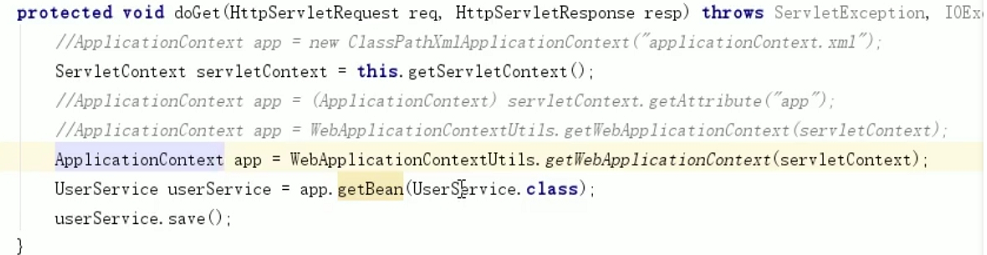 protected void doGet(HttpServletRequest req, HttpServletResponse resp) throws ServletException, IOEx
//ApplicationContext app = new ClassPathXmlApplicationContext("applicationContext.xml");
ServletContext servletContext = this.getServletContext();
//ApplicationContext app = (ApplicationContext) servletContext.getAttribute("app");
//ApplicationContext app = WebApplicationContextUtils.getWebApplicationContext(servletContext);
ApplicationContext app = WebApplicationContextUtils.getWebApplicationContext(servletContext);
UserService userService = app.getBean(UserService.class);
userService.save();
}